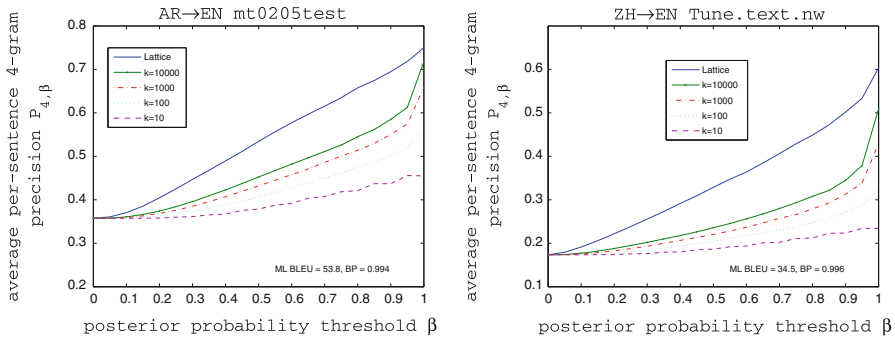 AR→EN mt0205test
average per-sentence 4-gram
precision P4,β
0.8
0.7
0.6
0.5
0.4
0.3
0.2
Lattice
k=10000
k=1000
k=100
k=10
ML BLEU = 53.8, BP = 0.994
0 0.1 0.2 0.3 0.4 0.5 0.6 0.7 0.8 0.9 1
posterior probability threshold β
ZH→EN Tune.text.nw
average per-sentence 4-gram
precision P4,β
0.7
0.6
0.5
0.4
0.3
0.2
0.1
Lattice
k=10000
k=1000
k=100
k=10
ML BLEU = 34.5, BP = 0.996
0 0.1 0.2 0.3 0.4 0.5 0.6 0.7 0.8 0.9 1
posterior probability threshold β